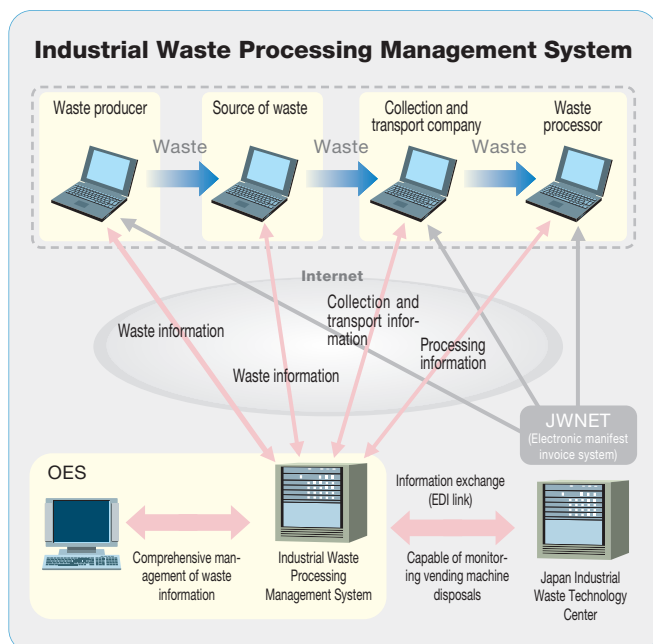 Industrial Waste Processing Management System
Waste producer
Source of waste
Collection and
transport company
Waste
processor
Waste
Waste
Waste
Internet
Waste information
Waste information
Collection and
transport infor-
mation
Processing
information
JWNET
(Electronic manifest
invoice system)
OES
Comprehensive man-
agement of waste
information
Industrial Waste
Processing
Management System
Information exchange
(EDI link)
Capable of monitor-
ing vending machine
disposals
Japan Industrial
Waste Technology
Center